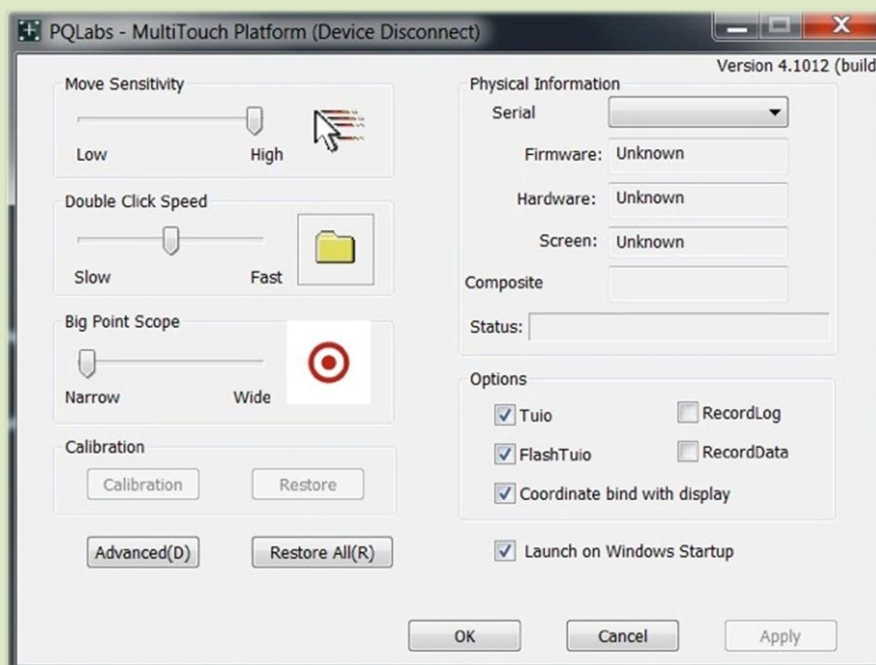 PQLabs - MultiTouch Platform (Device Disconnect)
Version 4.1012 (build
Move Sensitivity
Low High
Double Click Speed
Slow Fast
Big Point Scope
Narrow Wide
Calibration
Calibration Restore
Advanced(D) Restore All(R)
Physical Information
Serial
Firmware: Unknown
Hardware: Unknown
Screen: Unknown
Composite
Status:
Options
Tuio RecordLog
FlashTuio RecordData
Coordinate bind with display
Launch on Windows Startup
OK Cancel Apply